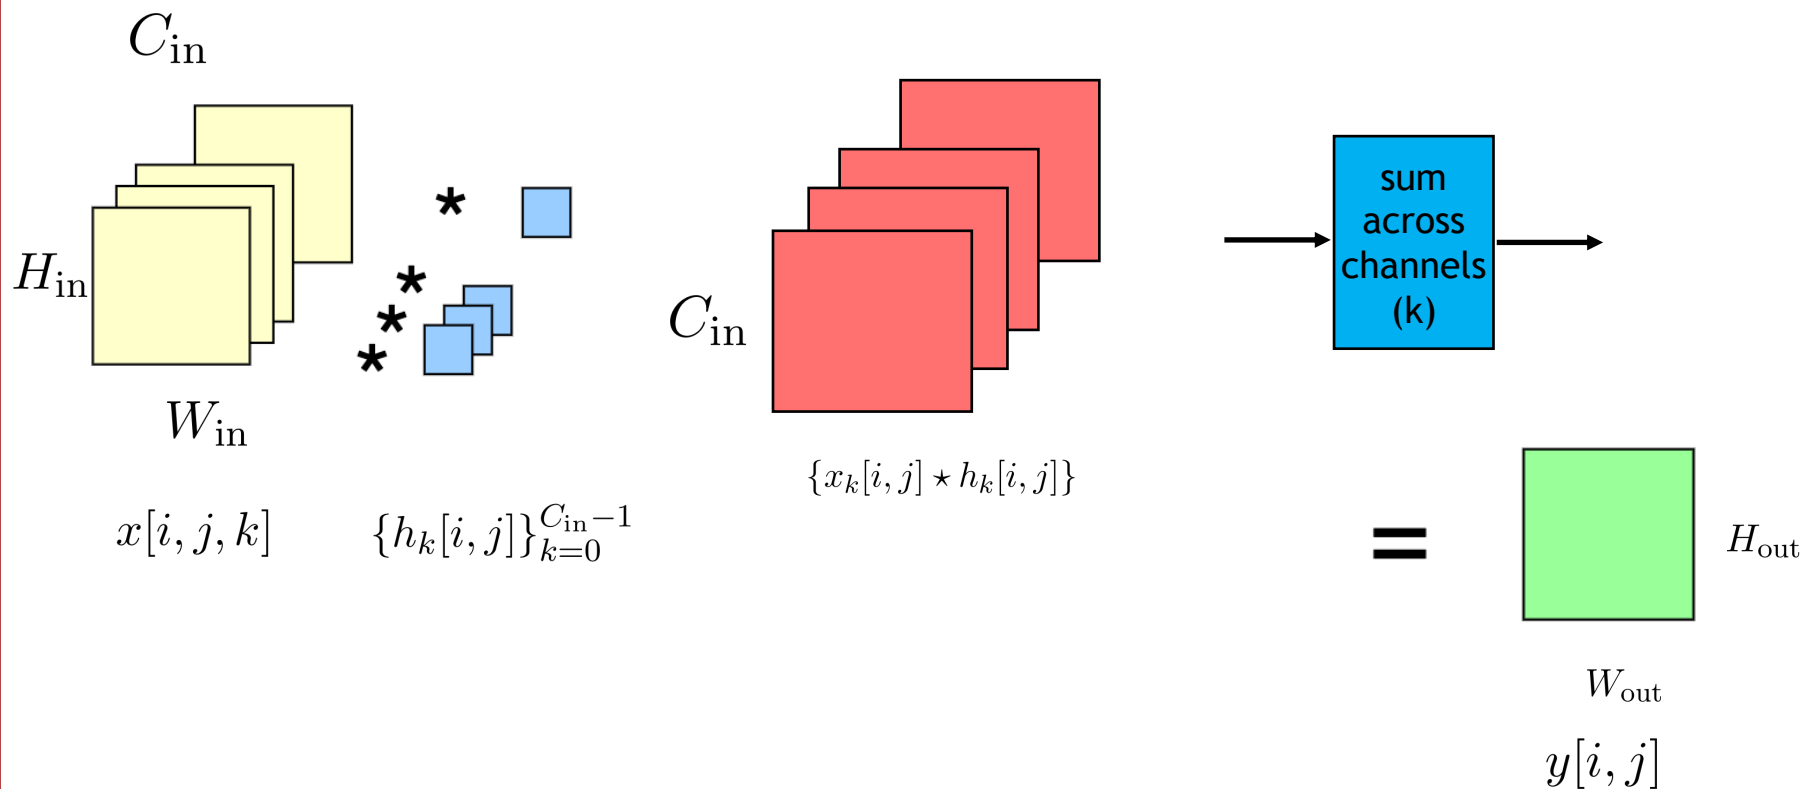 C_in
H_in
W_in
x[i, j, k]
*
*
*
*
{h_k[i, j]}_{k=0}^{C_in−1}
C_in
{x_k[i, j] ⋆ h_k[i, j]}
sum
across
channels
(k)
=
H_out
W_out
y[i, j]